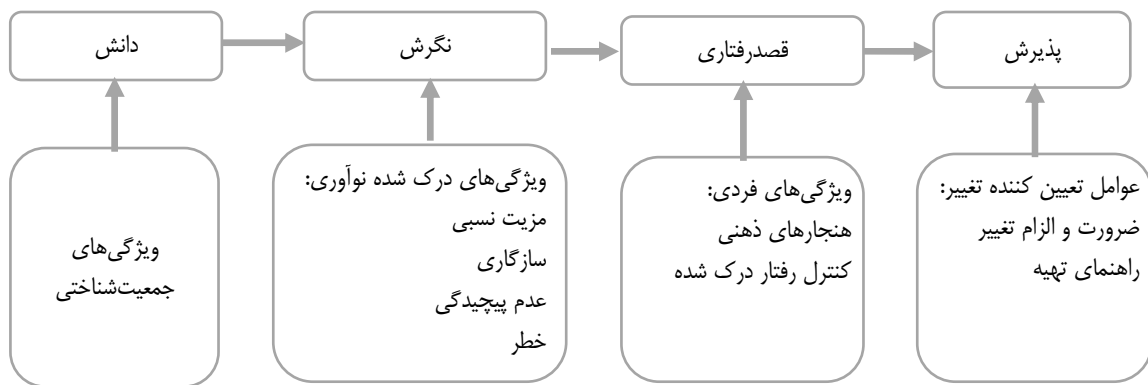 دانش
نگرش
قصدرفتاری
پذیرش
ویژگی‌های
جمعیت‌شناختی
ویژگی‌های درک شده نوآوری:
مزیت نسبی
سازگاری
عدم پیچیدگی
خطر
ویژگی‌های فردی:
هنجارهای ذهنی
کنترل رفتار درک شده
عوامل تعیین کننده تغییر:
ضرورت و الزام تغییر
راهنمای تهیه